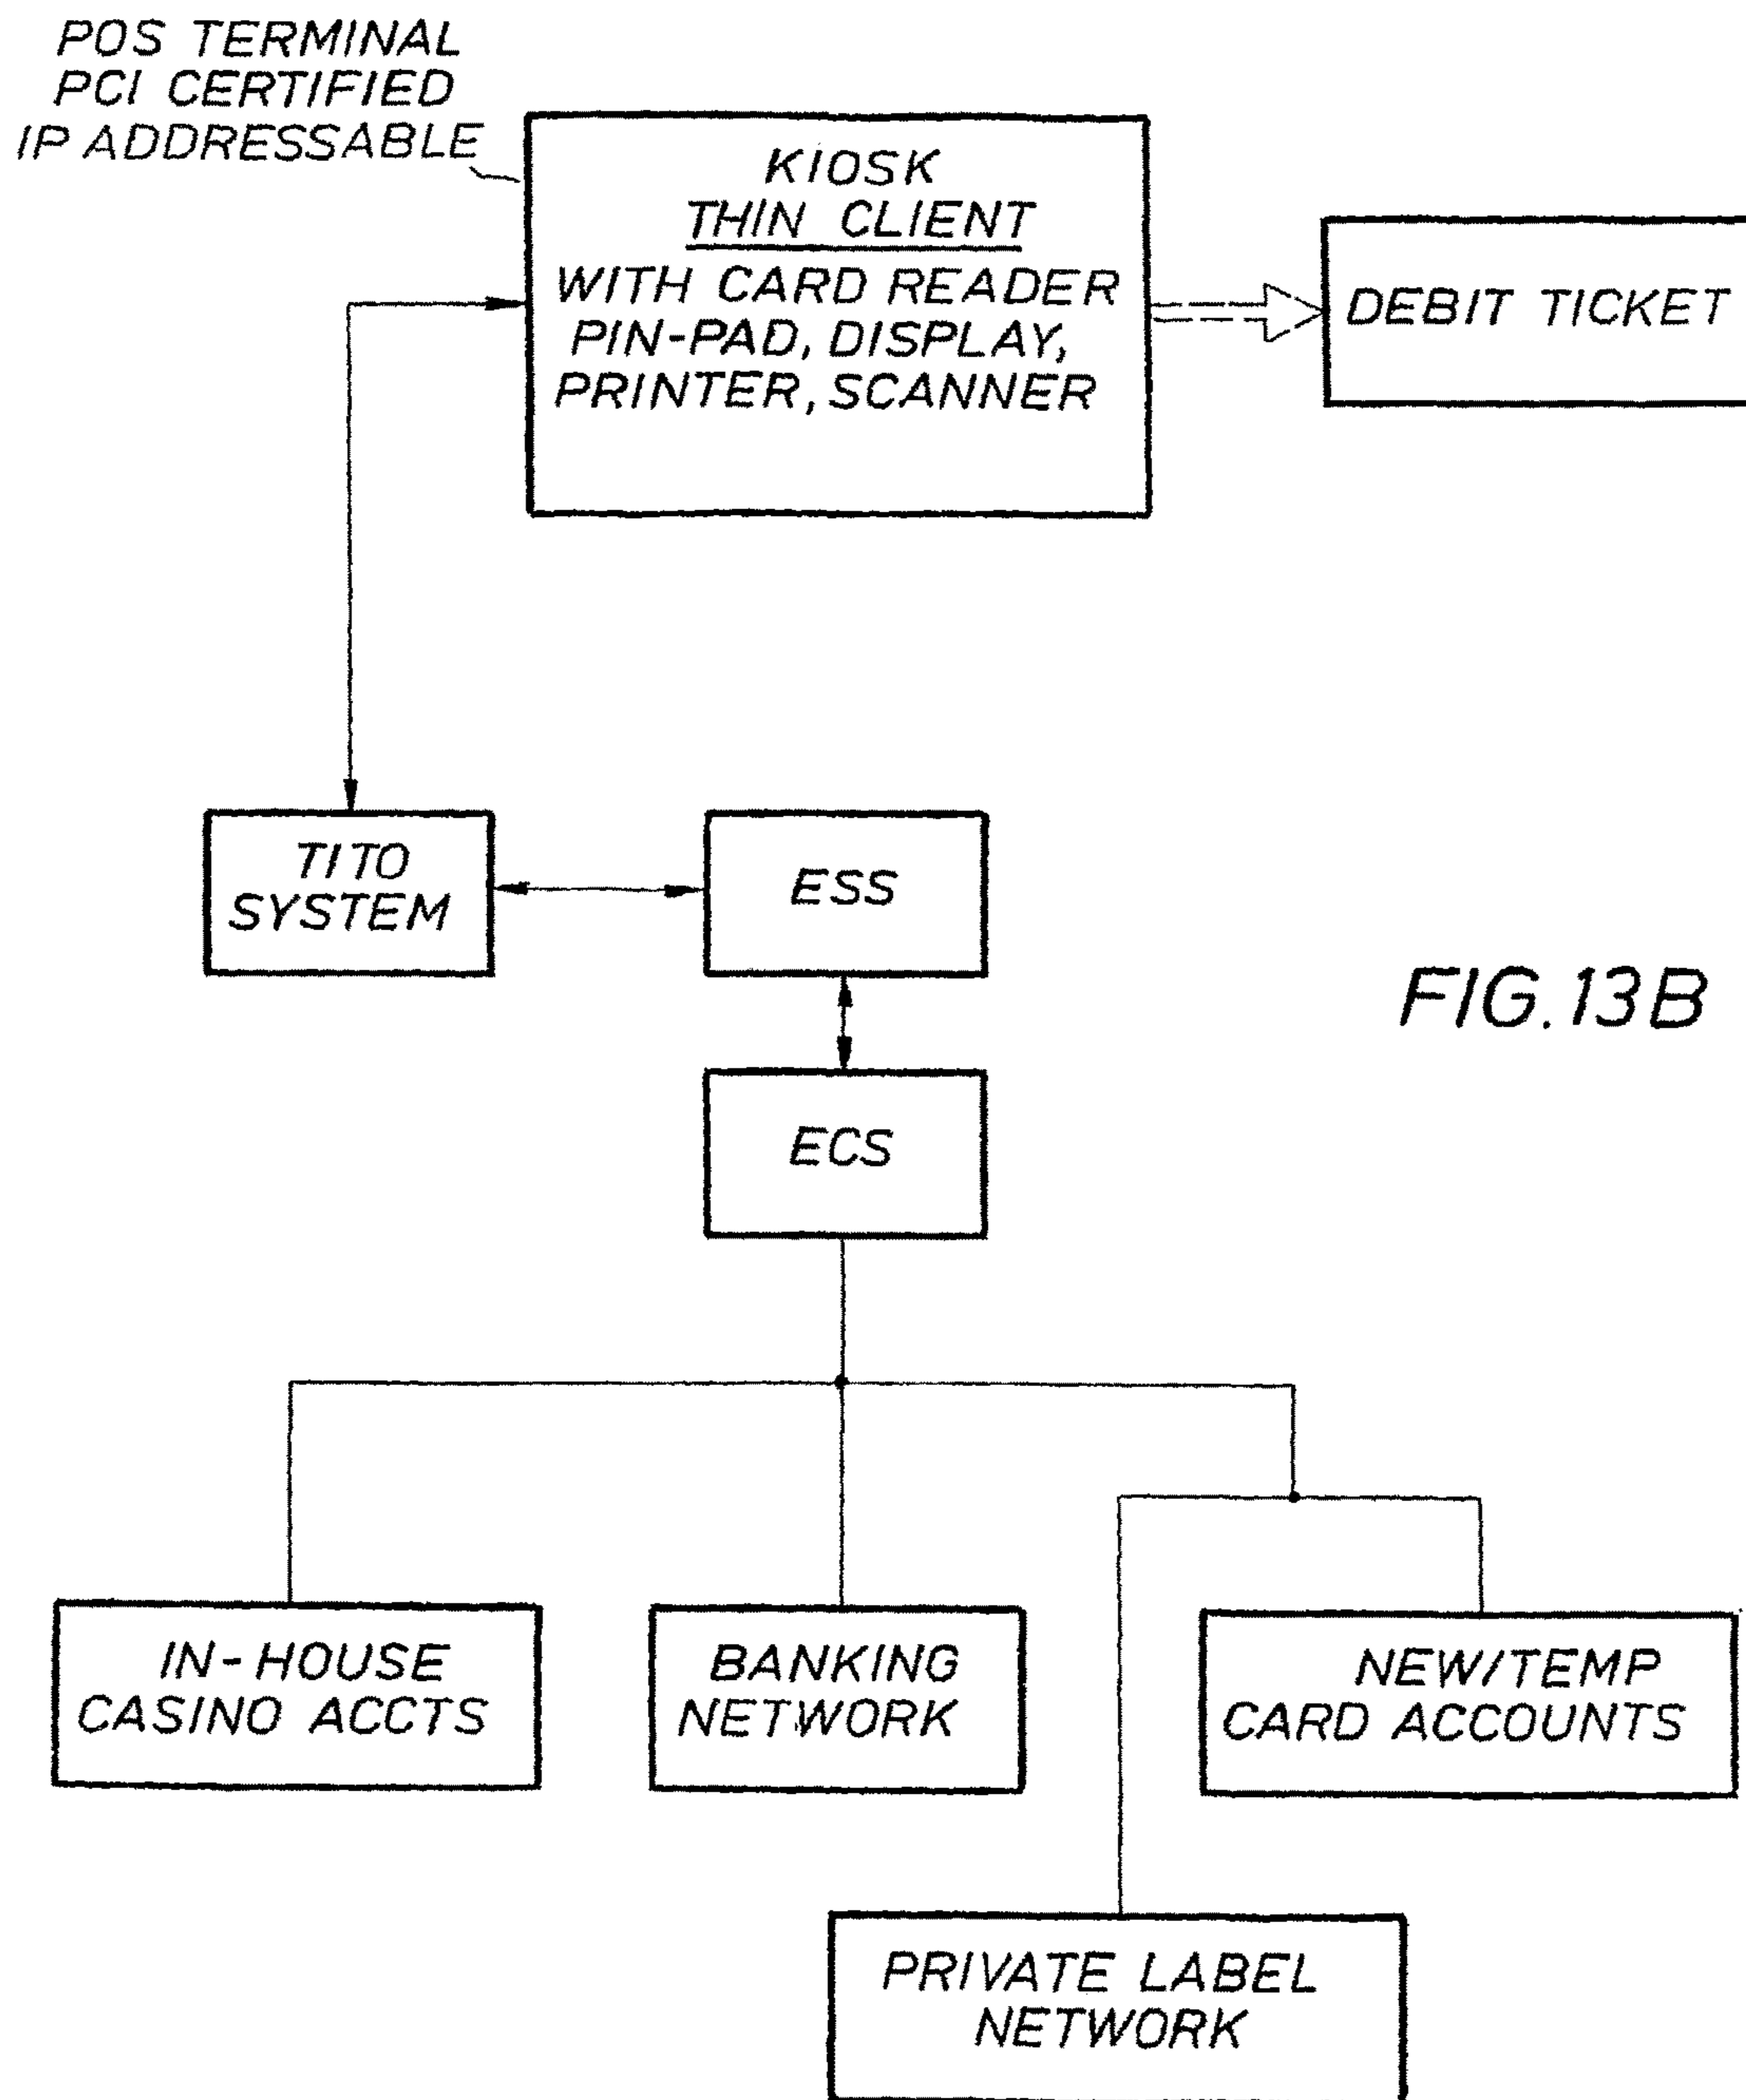 POS TERMINAL
PCI CERTIFIED
IP ADDRESSABLE
KIOSK
THIN CLIENT
WITH CARD READER
PIN-PAD, DISPLAY,
PRINTER, SCANNER
DEBIT TICKET
TITO
SYSTEM
ESS
FIG. 13B
ECS
IN-HOUSE
CASINO ACCTS
BANKING
NETWORK
NEW/TEMP
CARD ACCOUNTS
PRIVATE LABEL
NETWORK